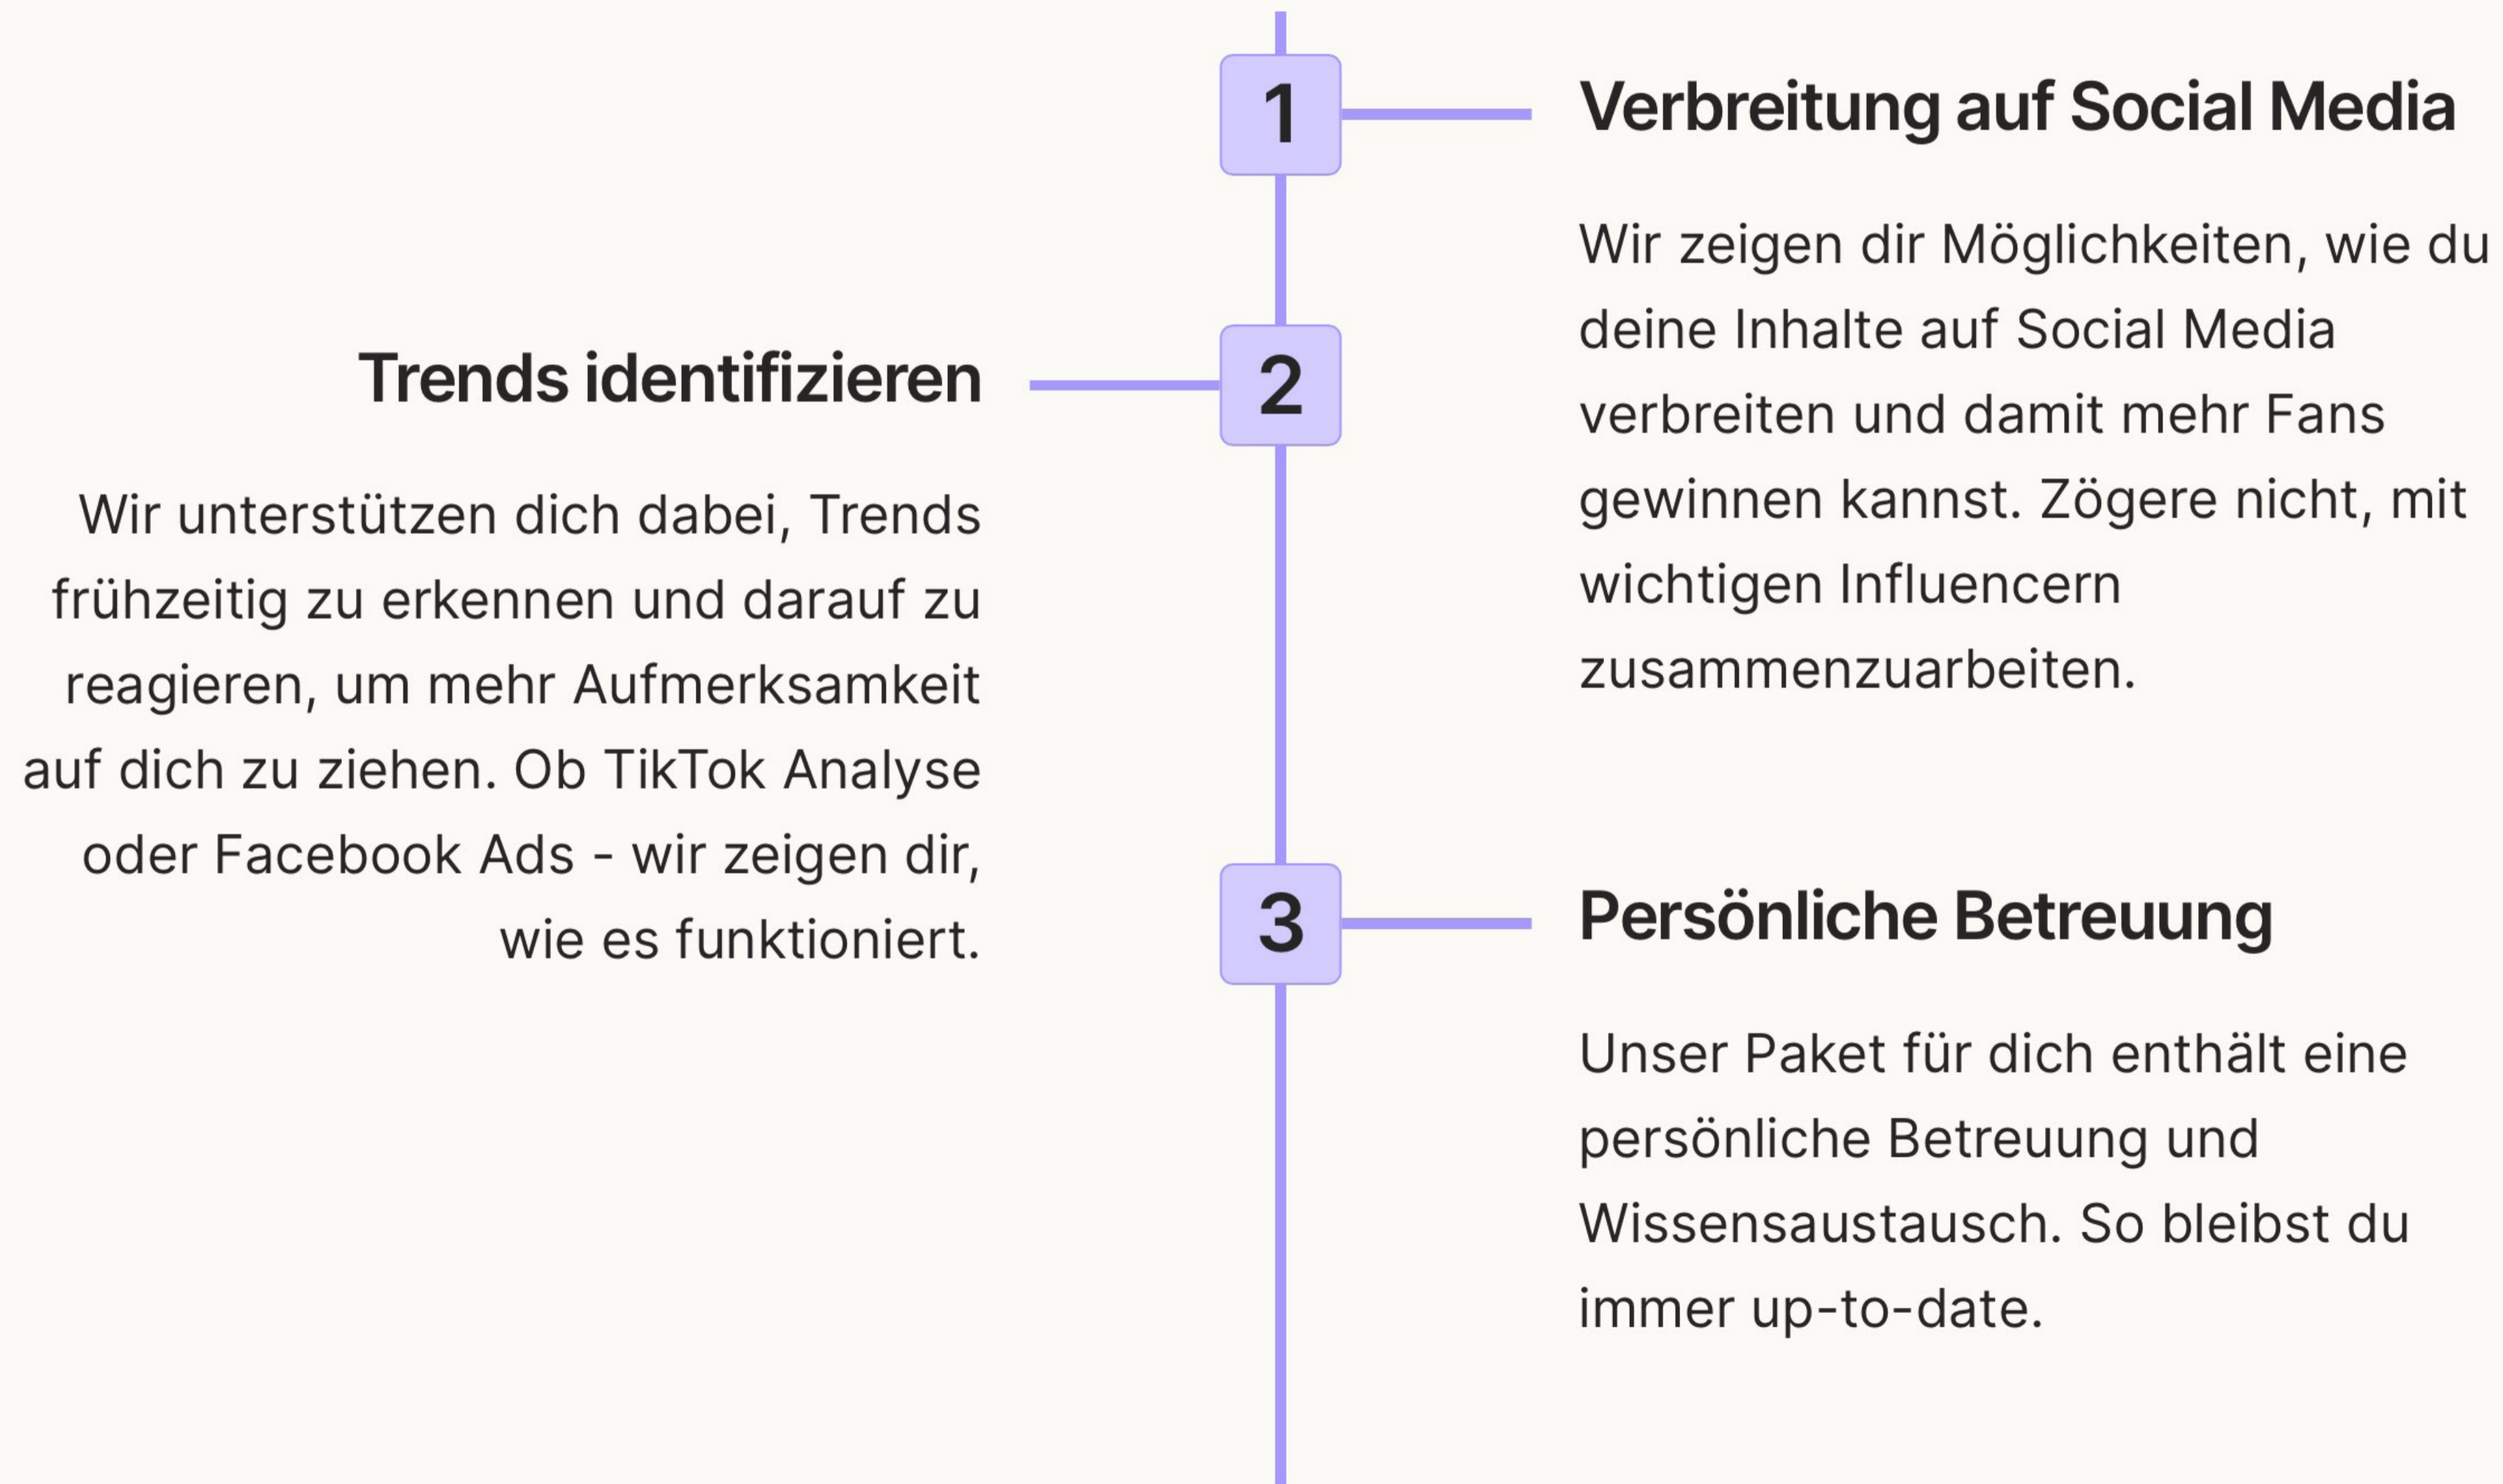 1
Verbreitung auf Social Media
Wir zeigen dir Möglichkeiten, wie du
deine Inhalte auf Social Media
verbreiten und damit mehr Fans
gewinnen kannst. Zögere nicht, mit
wichtigen Influencern
zusammenzuarbeiten.
2
Trends identifizieren
Wir unterstützen dich dabei, Trends
frühzeitig zu erkennen und darauf zu
reagieren, um mehr Aufmerksamkeit
auf dich zu ziehen. Ob TikTok Analyse
oder Facebook Ads - wir zeigen dir,
wie es funktioniert.
3
Persönliche Betreuung
Unser Paket für dich enthält eine
persönliche Betreuung und
Wissensaustausch. So bleibst du
immer up-to-date.